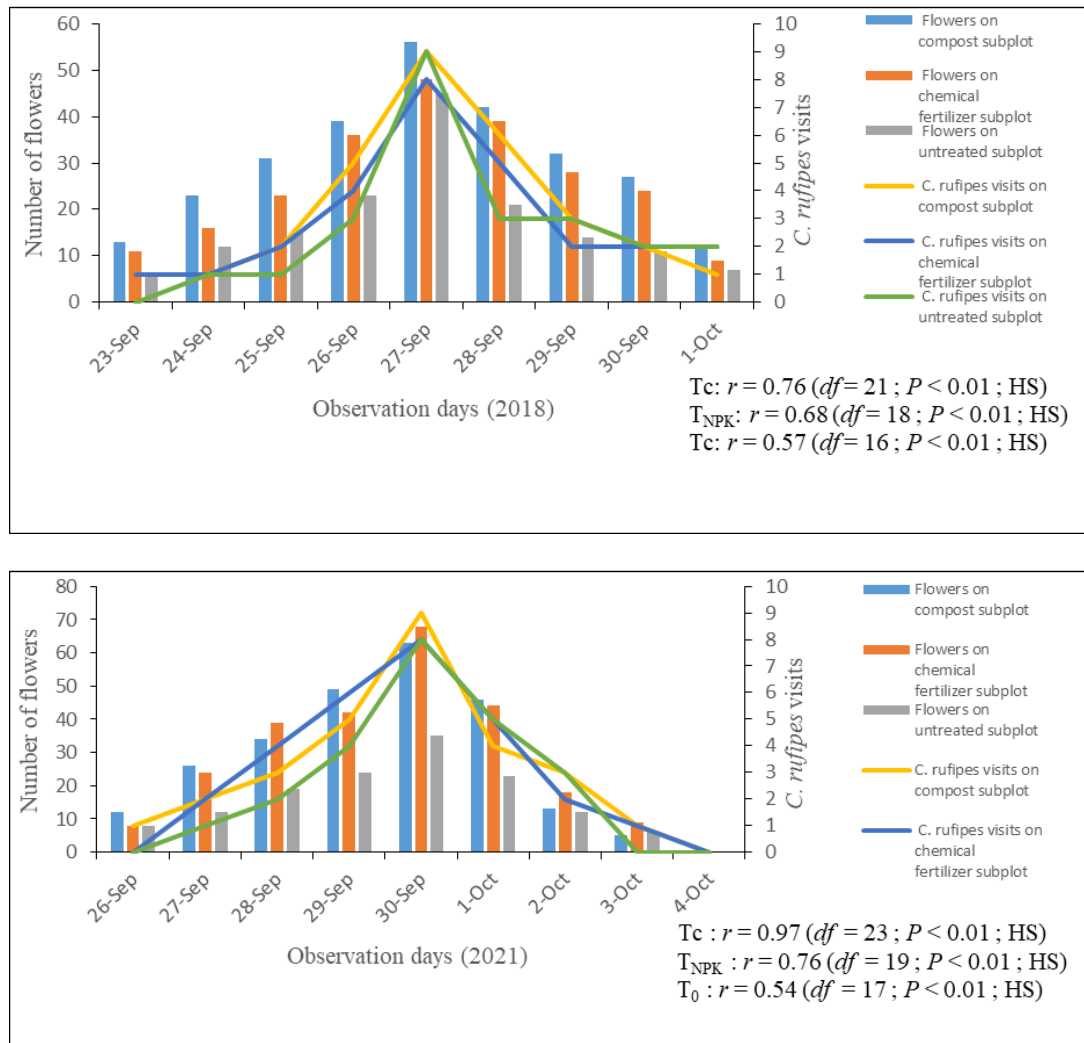 Number of flowers
60
50
40
30
20
10
0
10
9
8
7
6
5
4
3
2
1
0
C. rufipes visits
23-Sep
24-Sep
25-Sep
26-Sep
27-Sep
28-Sep
29-Sep
30-Sep
1-Oct
Observation days (2018)
Flowers on
compost subplot
Flowers on
chemical
fertilizer subplot
Flowers on
untreated subplot
C. rufipes visits on
compost subplot
C. rufipes visits on
chemical
fertilizer subplot
C. rufipes visits on
untreated subplot
Tc: r = 0.76 (df = 21 ; P < 0.01 ; HS)
TNPK: r = 0.68 (df = 18 ; P < 0.01 ; HS)
Tc: r = 0.57 (df = 16 ; P < 0.01 ; HS)
Number of flowers
80
70
60
50
40
30
20
10
0
10
9
8
7
6
5
4
3
2
1
0
C. rufipes visits
26-Sep
27-Sep
28-Sep
29-Sep
30-Sep
1-Oct
2-Oct
3-Oct
4-Oct
Observation days (2021)
Flowers on
compost subplot
Flowers on
chemical
fertilizer subplot
Flowers on
untreated subplot
C. rufipes visits on
compost subplot
C. rufipes visits on
chemical
fertilizer subplot
Tc : r = 0.97 (df = 23 ; P < 0.01 ; HS)
TNPK : r = 0.76 (df = 19 ; P < 0.01 ; HS)
T0 : r = 0.54 (df = 17 ; P < 0.01 ; HS)